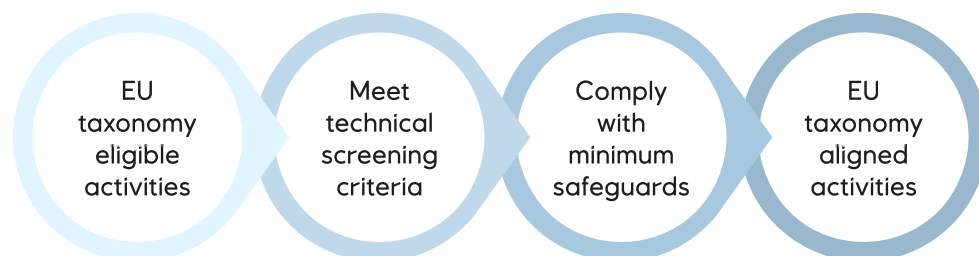 EU
taxonomy
eligible
activities
Meet
technical
screening
criteria
Comply
with
minimum
safeguards
EU
taxonomy
aligned
activities